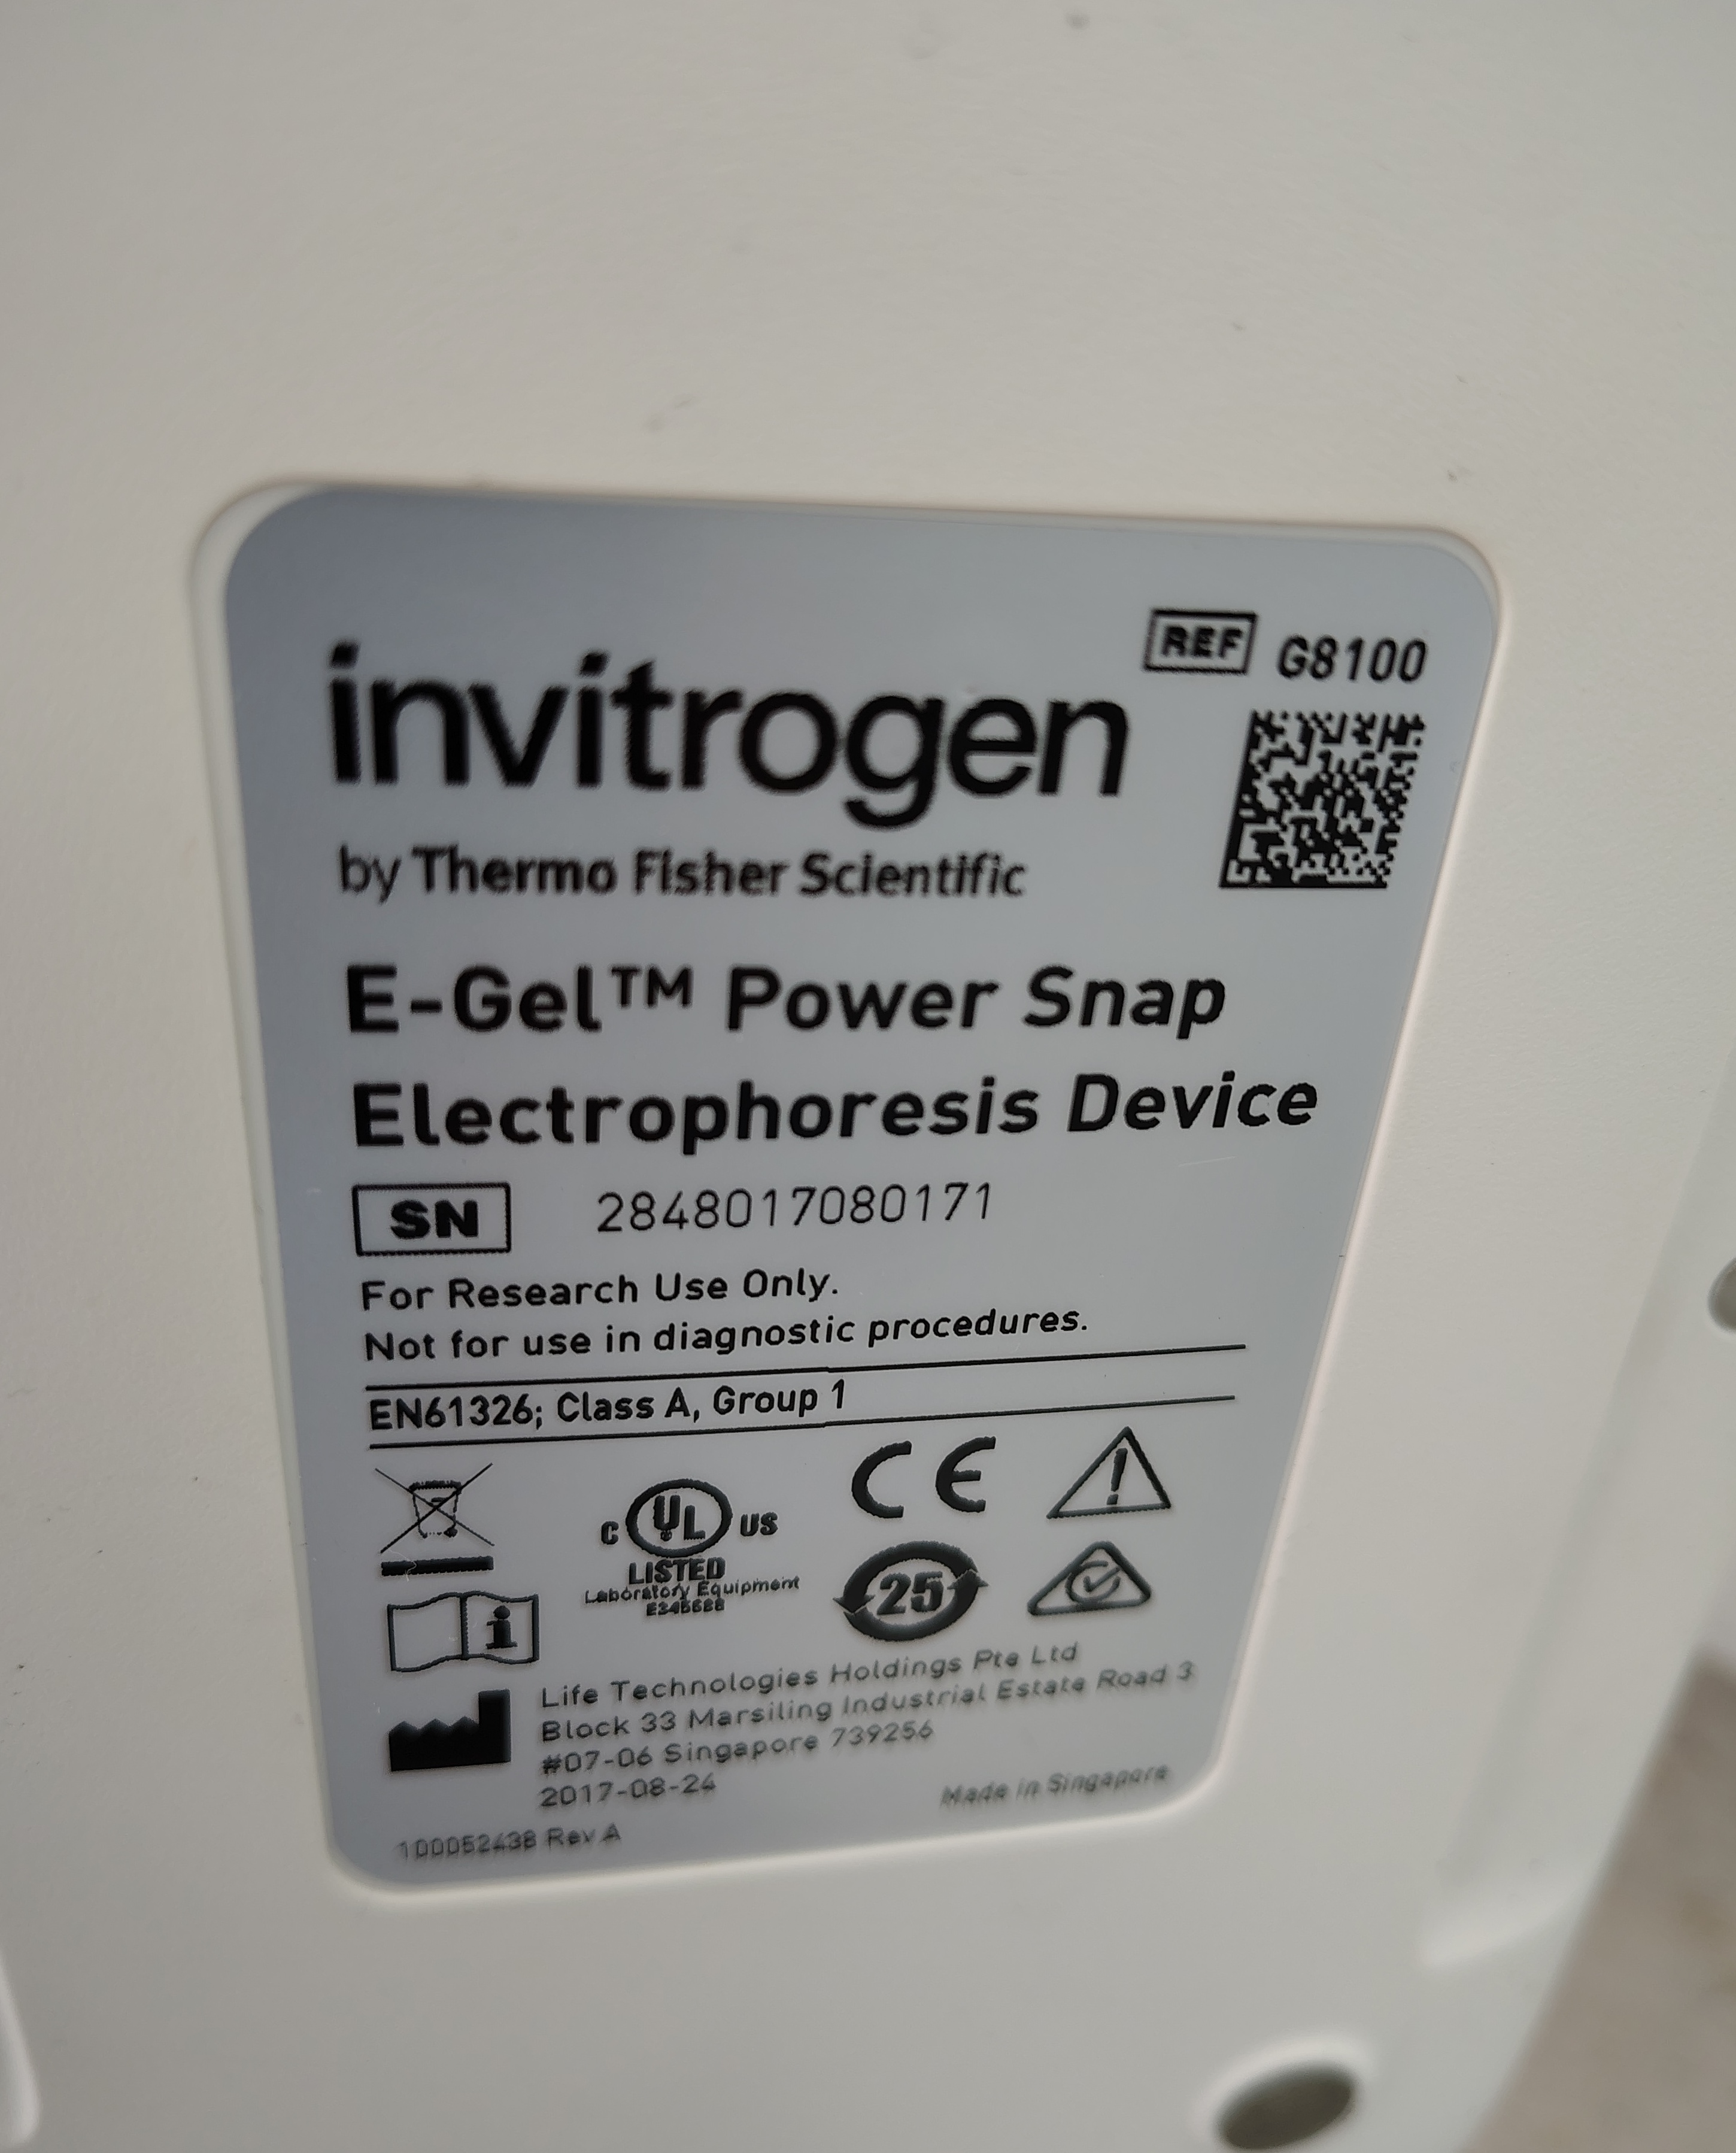 REF G8100
invitrogen
by Thermo Fisher Scientific
E-Gel™ Power Snap
Electrophoresis Device
SN 2848017080171
For Research Use Only.
Not for use in diagnostic procedures.
EN61326; Class A, Group 1
CE
C UL US
LISTED
Laboratory Equipment
25
i
Life Technologies Holdings Pte Ltd
Block 33 Marsiling Industrial Estate Road 3
#07-06 Singapore 739256
2017-08-24
Made in Singapore
100052438 Rev A